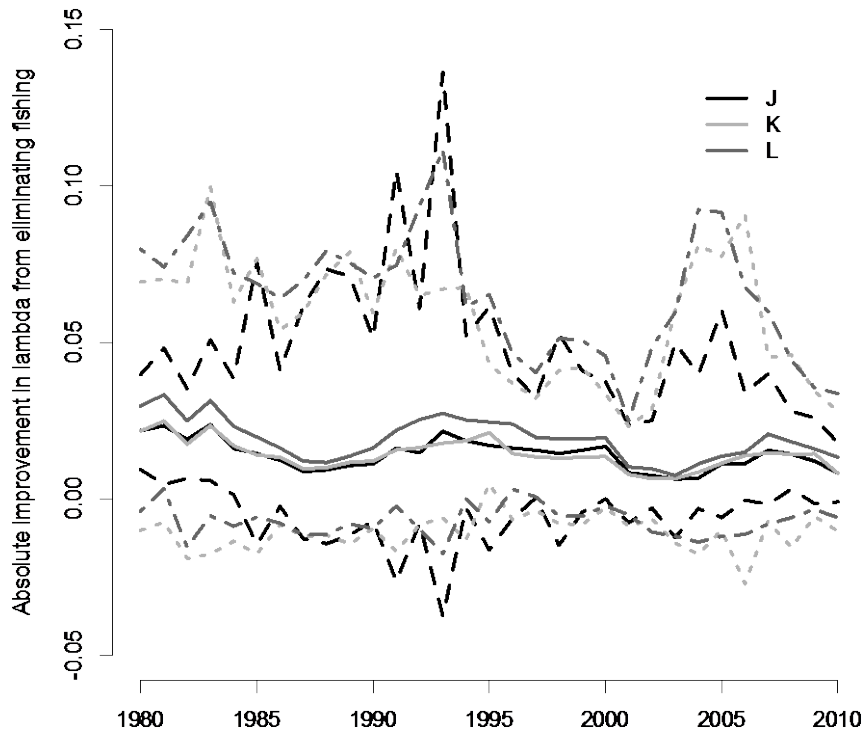 Absolute improvement in lambda from eliminating fishing
0.15
0.10
0.05
0.00
-0.05
J
K
L
1980 1985 1990 1995 2000 2005 2010